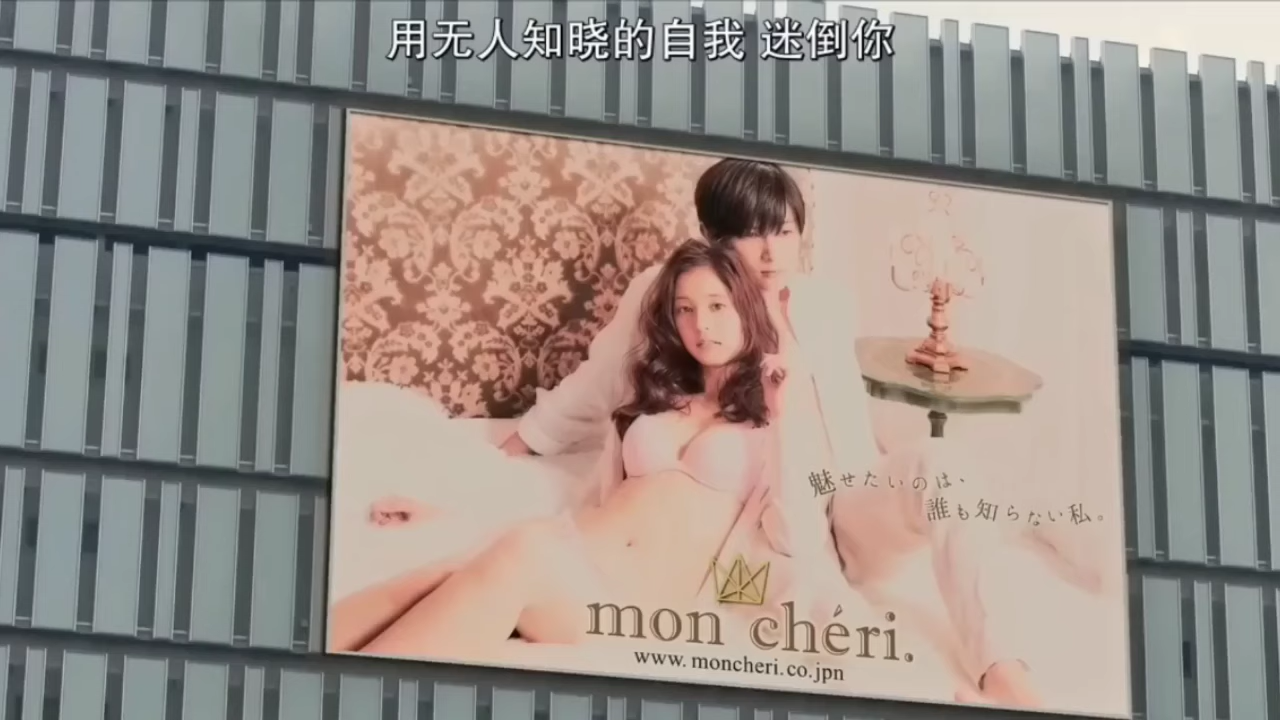 用无人知晓的自我 迷倒你
魅せたいのは、
誰も知らない私。
mon chéri.
www.moncheri.co.jpn